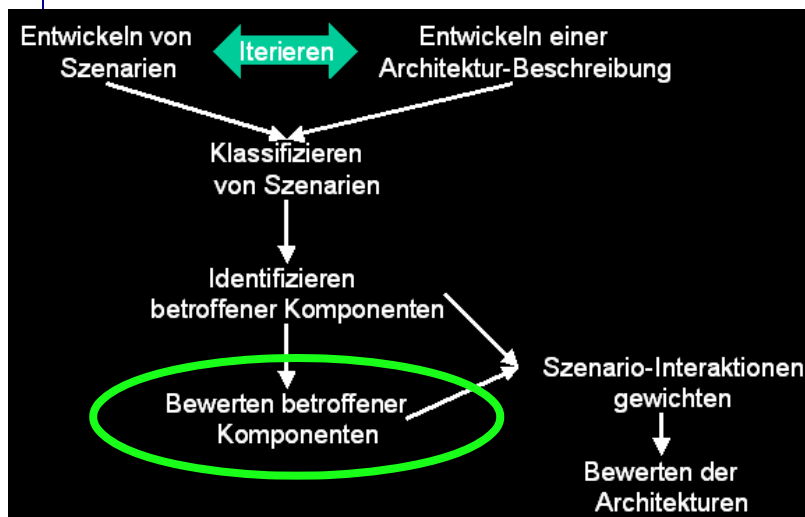 Entwickeln von
Szenarien
Iterieren
Entwickeln einer
Architektur-Beschreibung
Klassifizieren
von Szenarien
Identifizieren
betroffener Komponenten
Bewerten betroffener
Komponenten
Szenario-Interaktionen
gewichten
Bewerten der
Architekturen